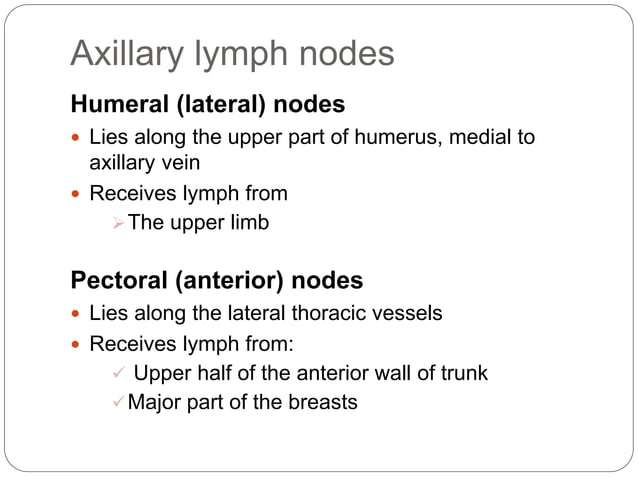 Axillary lymph nodes
Humeral (lateral) nodes
• Lies along the upper part of humerus, medial to
axillary vein
• Receives lymph from
➢The upper limb
Pectoral (anterior) nodes
• Lies along the lateral thoracic vessels
• Receives lymph from:
✓ Upper half of the anterior wall of trunk
✓Major part of the breasts